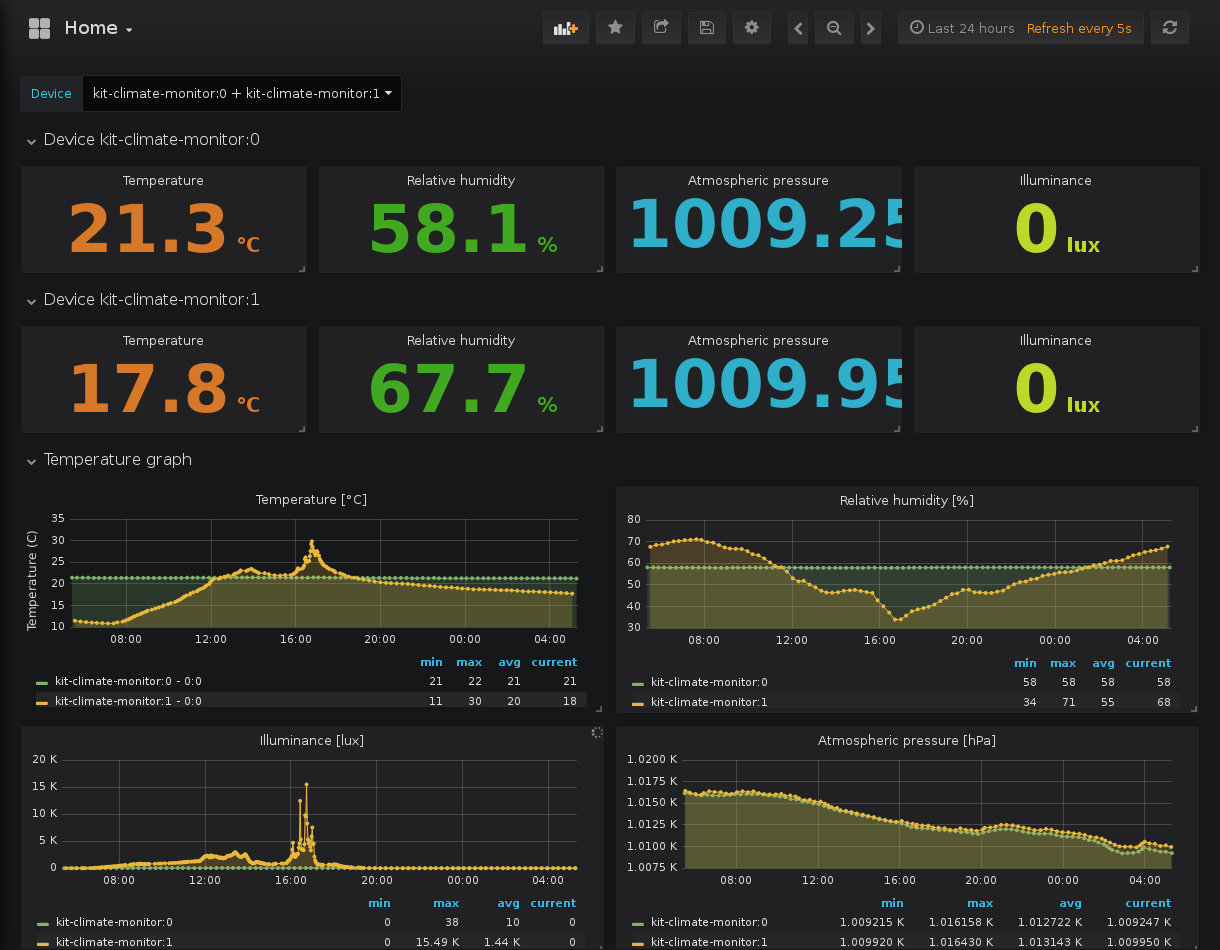 Home
Last 24 hours Refresh every 5s
Device kit-climate-monitor:0 + kit-climate-monitor:1
Device kit-climate-monitor:0
Temperature Relative humidity Atmospheric pressure Illuminance
21.3 °C 58.1 % 1009.25 0 lux
Device kit-climate-monitor:1
Temperature Relative humidity Atmospheric pressure Illuminance
17.8 °C 67.7 % 1009.95 0 lux
Temperature graph
Temperature [°C]
Temperature (C)
35
30
25
20
15
10
08:00 12:00 16:00 20:00 00:00 04:00
min max avg current
kit-climate-monitor:0 - 0:0 21 22 21 21
kit-climate-monitor:1 - 0:0 11 30 20 18
Relative humidity [%]
80
70
60
50
40
30
08:00 12:00 16:00 20:00 00:00 04:00
min max avg current
kit-climate-monitor:0 58 58 58 58
kit-climate-monitor:1 34 71 55 68
Illuminance [lux]
20 K
15 K
10 K
5 K
0
08:00 12:00 16:00 20:00 00:00 04:00
min max avg current
kit-climate-monitor:0 0 38 10 0
kit-climate-monitor:1 0 15.49 K 1.44 K 0
Atmospheric pressure [hPa]
1.0200 K
1.0175 K
1.0150 K
1.0125 K
1.0100 K
1.0075 K
08:00 12:00 16:00 20:00 00:00 04:00
min max avg current
kit-climate-monitor:0 1.009215 K 1.016158 K 1.012722 K 1.009247 K
kit-climate-monitor:1 1.009920 K 1.016430 K 1.013143 K 1.009950 K